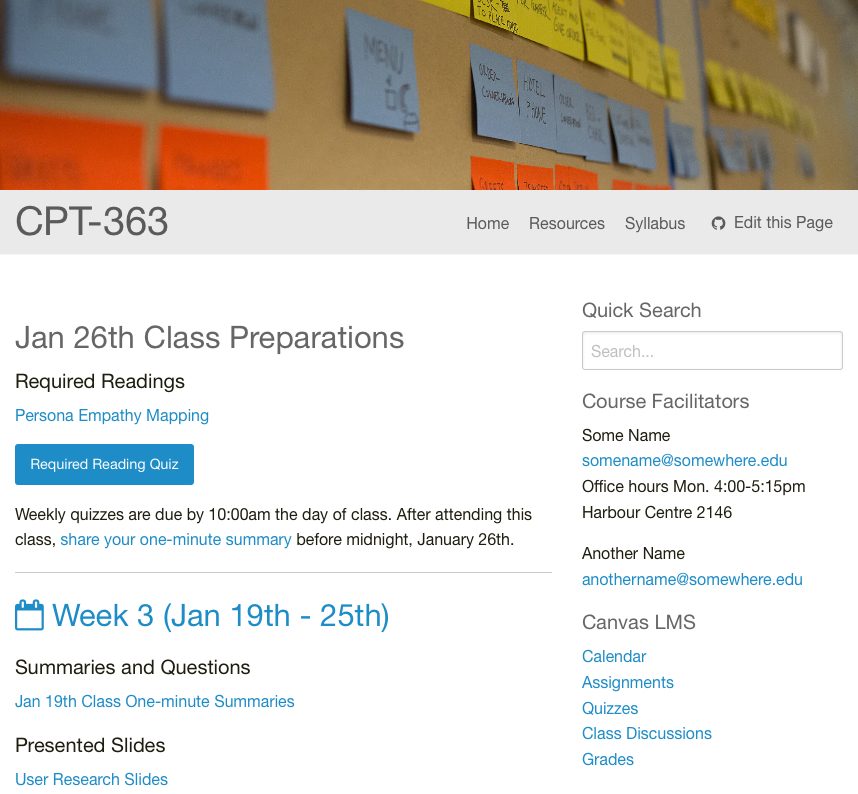 TO PLACE ORDER
MENU
ORDER
HOTEL
PHONE
CPT-363
Home
Resources
Syllabus
Edit this Page
Jan 26th Class Preparations
Required Readings
Persona Empathy Mapping
Required Reading Quiz
Weekly quizzes are due by 10:00am the day of class. After attending this
class, share your one-minute summary before midnight, January 26th.
Week 3 (Jan 19th - 25th)
Summaries and Questions
Jan 19th Class One-minute Summaries
Presented Slides
User Research Slides
Quick Search
Search...
Course Facilitators
Some Name
somename@somewhere.edu
Office hours Mon. 4:00-5:15pm
Harbour Centre 2146
Another Name
anothername@somewhere.edu
Canvas LMS
Calendar
Assignments
Quizzes
Class Discussions
Grades